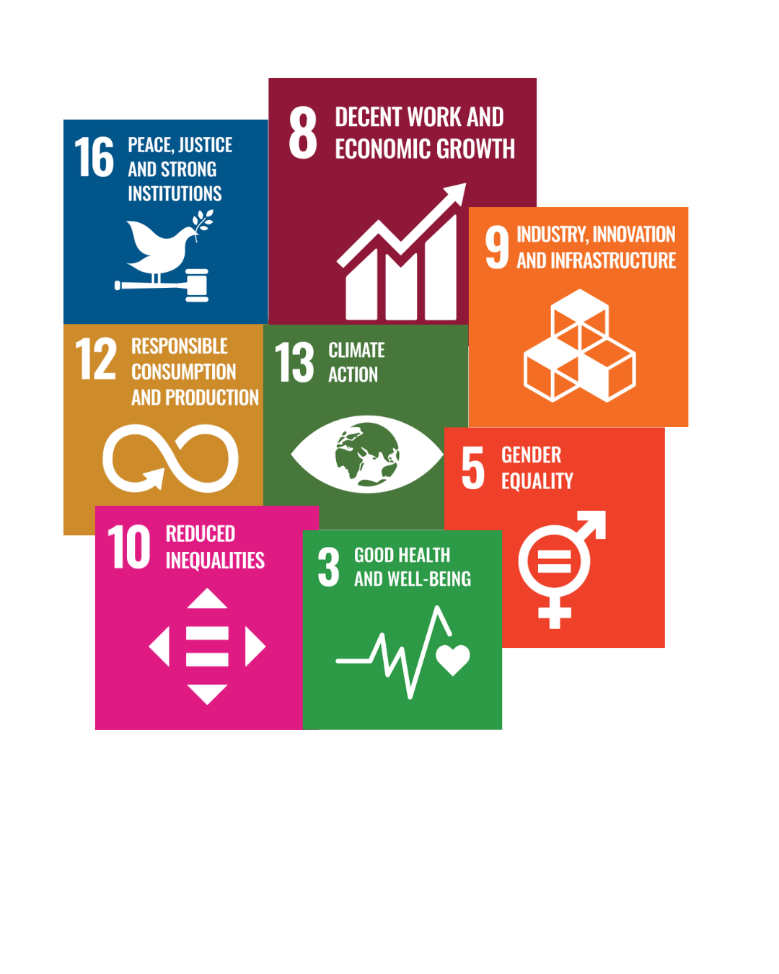 8
DECENT WORK AND
ECONOMIC GROWTH
16
PEACE, JUSTICE
AND STRONG
INSTITUTIONS
9
INDUSTRY, INNOVATION
AND INFRASTRUCTURE
12
RESPONSIBLE
CONSUMPTION
AND PRODUCTION
13
CLIMATE
ACTION
5
GENDER
EQUALITY
10
REDUCED
INEQUALITIES
3
GOOD HEALTH
AND WELL-BEING